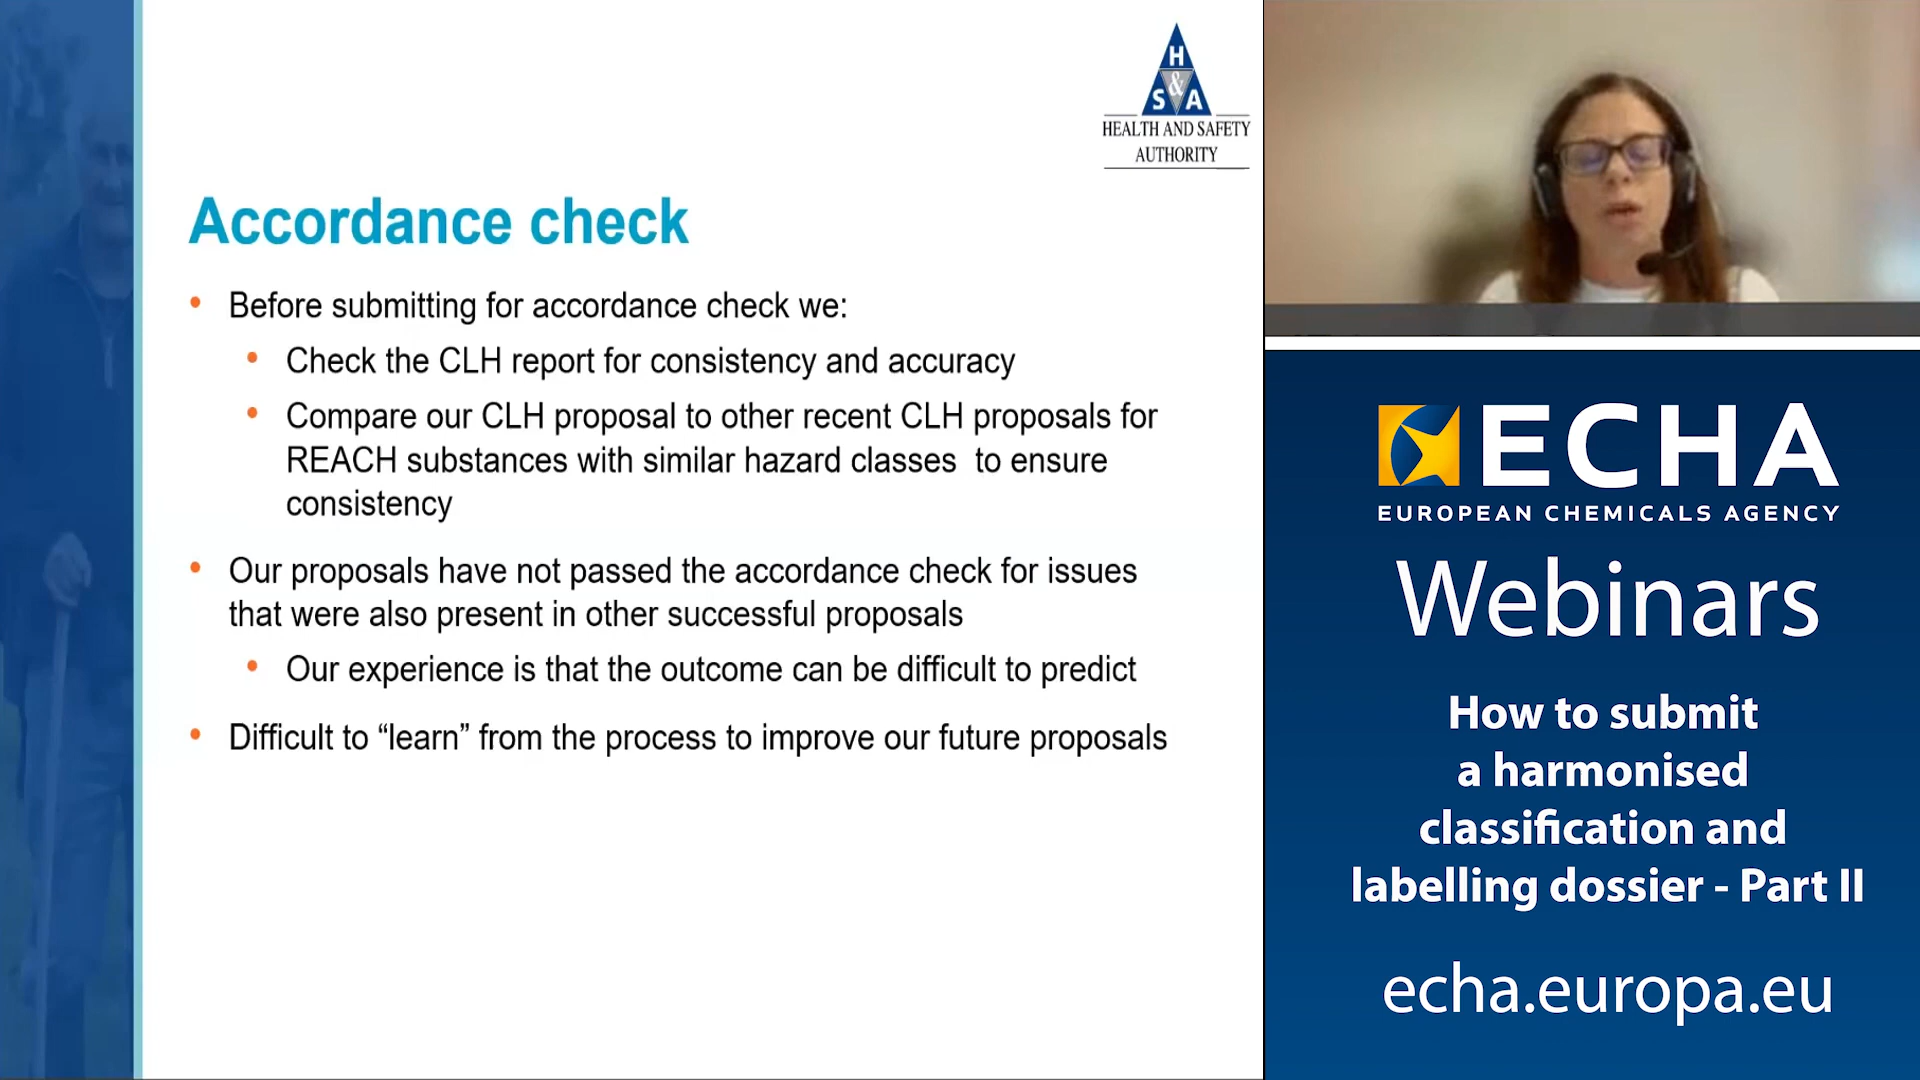 H
&
S A
HEALTH AND SAFETY
AUTHORITY
Accordance check
• Before submitting for accordance check we:
• Check the CLH report for consistency and accuracy
• Compare our CLH proposal to other recent CLH proposals for
REACH substances with similar hazard classes to ensure
consistency
• Our proposals have not passed the accordance check for issues
that were also present in other successful proposals
• Our experience is that the outcome can be difficult to predict
• Difficult to “learn” from the process to improve our future proposals
ECHA
EUROPEAN CHEMICALS AGENCY
Webinars
How to submit
a harmonised
classification and
labelling dossier - Part II
echa.europa.eu